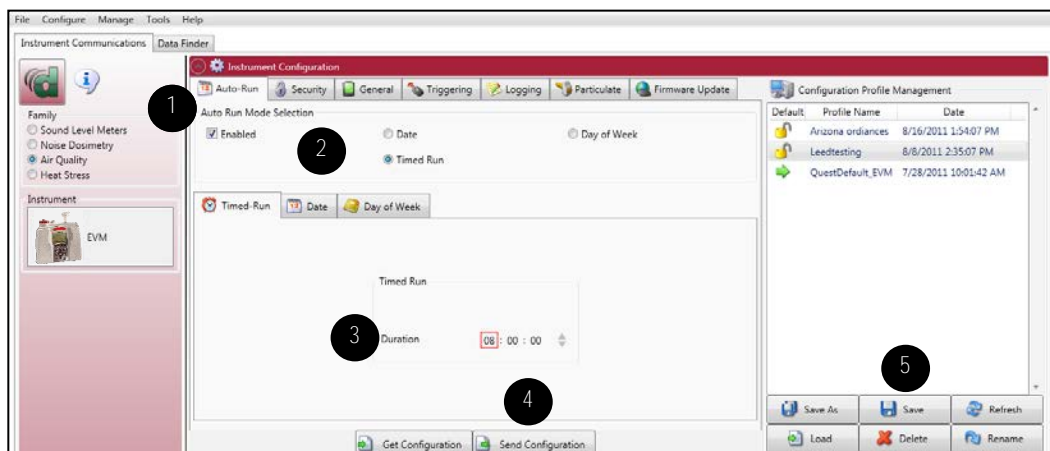 File Configure Manage Tools Help
Instrument Communications Data Finder
Instrument Configuration
Auto-Run Security General Triggering Logging Particulate Firmware Update
1
Auto Run Mode Selection
Enabled Date Day of Week
2
Timed Run
Family
Sound Level Meters
Noise Dosimetry
Air Quality
Heat Stress
Instrument
EVM
Timed-Run Date Day of Week
Timed Run
3
Duration 08 : 00 : 00
4
Get Configuration Send Configuration
Configuration Profile Management
Default Profile Name Date
Arizona ordiances 8/16/2011 1:54:07 PM
Leedtesting 8/8/2011 2:35:07 PM
QuestDefault_EVM 7/28/2011 10:01:42 AM
5
Save As Save Refresh
Load Delete Rename